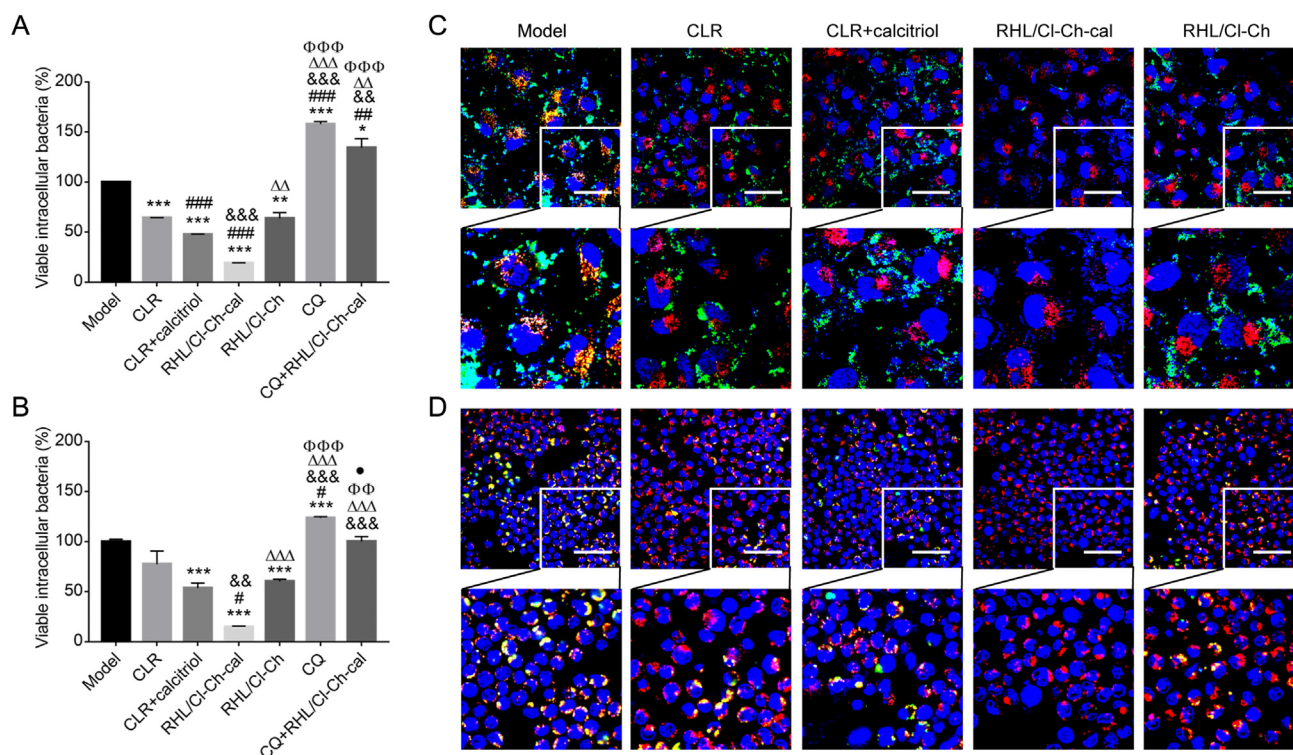 A
Viable intracellular bacteria (%)
200
150
100
50
0
***
###
***
&&&
###
***
ΔΔ
**
ΦΦΦ
ΔΔΔ
&&&
###
***
ΦΦΦ
ΔΔ
&&
##
*
Model
CLR
CLR+calcitriol
RHL/Cl-Ch-cal
RHL/Cl-Ch
CQ
CQ+RHL/Cl-Ch-cal
B
Viable intracellular bacteria (%)
200
150
100
50
0
***
&&
#
***
ΔΔΔ
***
ΦΦΦ
ΔΔΔ
&&&
#
***
●
ΦΦ
ΔΔΔ
&&&
Model
CLR
CLR+calcitriol
RHL/Cl-Ch-cal
RHL/Cl-Ch
CQ
CQ+RHL/Cl-Ch-cal
C
Model
CLR
CLR+calcitriol
RHL/Cl-Ch-cal
RHL/Cl-Ch
D